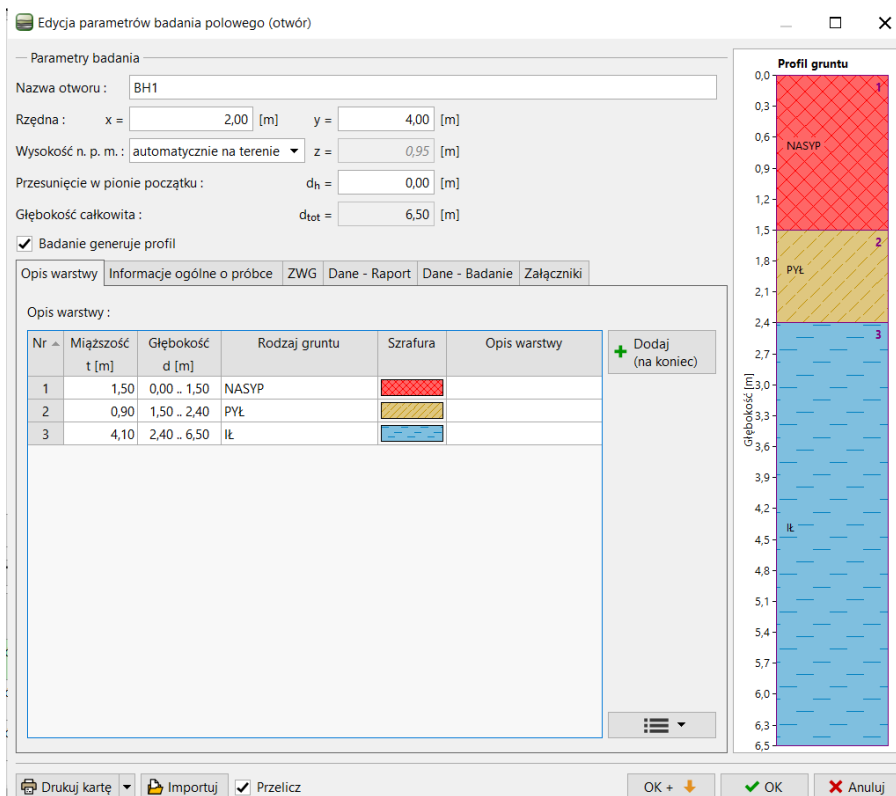 Edycja parametrów badania polowego (otwór)
Parametry badania
Nazwa otworu : BH1
Rzędna : x = 2,00 [m] y = 4,00 [m]
Wysokość n. p. m. : automatycznie na terenie z = 0,95 [m]
Przesunięcie w pionie początku : dh = 0,00 [m]
Głębokość całkowita : dtot = 6,50 [m]
Badanie generuje profil
Opis warstwy Informacje ogólne o próbce ZWG Dane - Raport Dane - Badanie Załączniki
Opis warstwy :
Nr Miąższość Głębokość Rodzaj gruntu Szrafura Opis warstwy
t [m] d [m]
1 1,50 0,00 .. 1,50 NASYP
2 0,90 1,50 .. 2,40 PYŁ
3 4,10 2,40 .. 6,50 IŁ
Dodaj
(na koniec)
Profil gruntu
0,0
1
0,3
0,6
NASYP
0,9
1,2
1,5
2
1,8
PYŁ
2,1
2,4
3
2,7
Głębokość [m]
3,0
3,3
3,6
3,9
4,2
IŁ
4,5
4,8
5,1
5,4
5,7
6,0
6,3
6,5
Drukuj kartę Importuj Przelicz OK + OK Anuluj